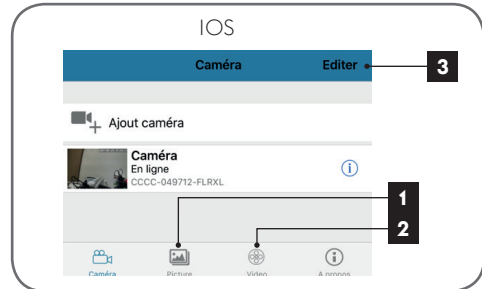 IOS
Caméra Editer
3
Ajout caméra
Caméra
En ligne
CCCC-049712-FLRXL
1
2
Caméra Picture Video A propos